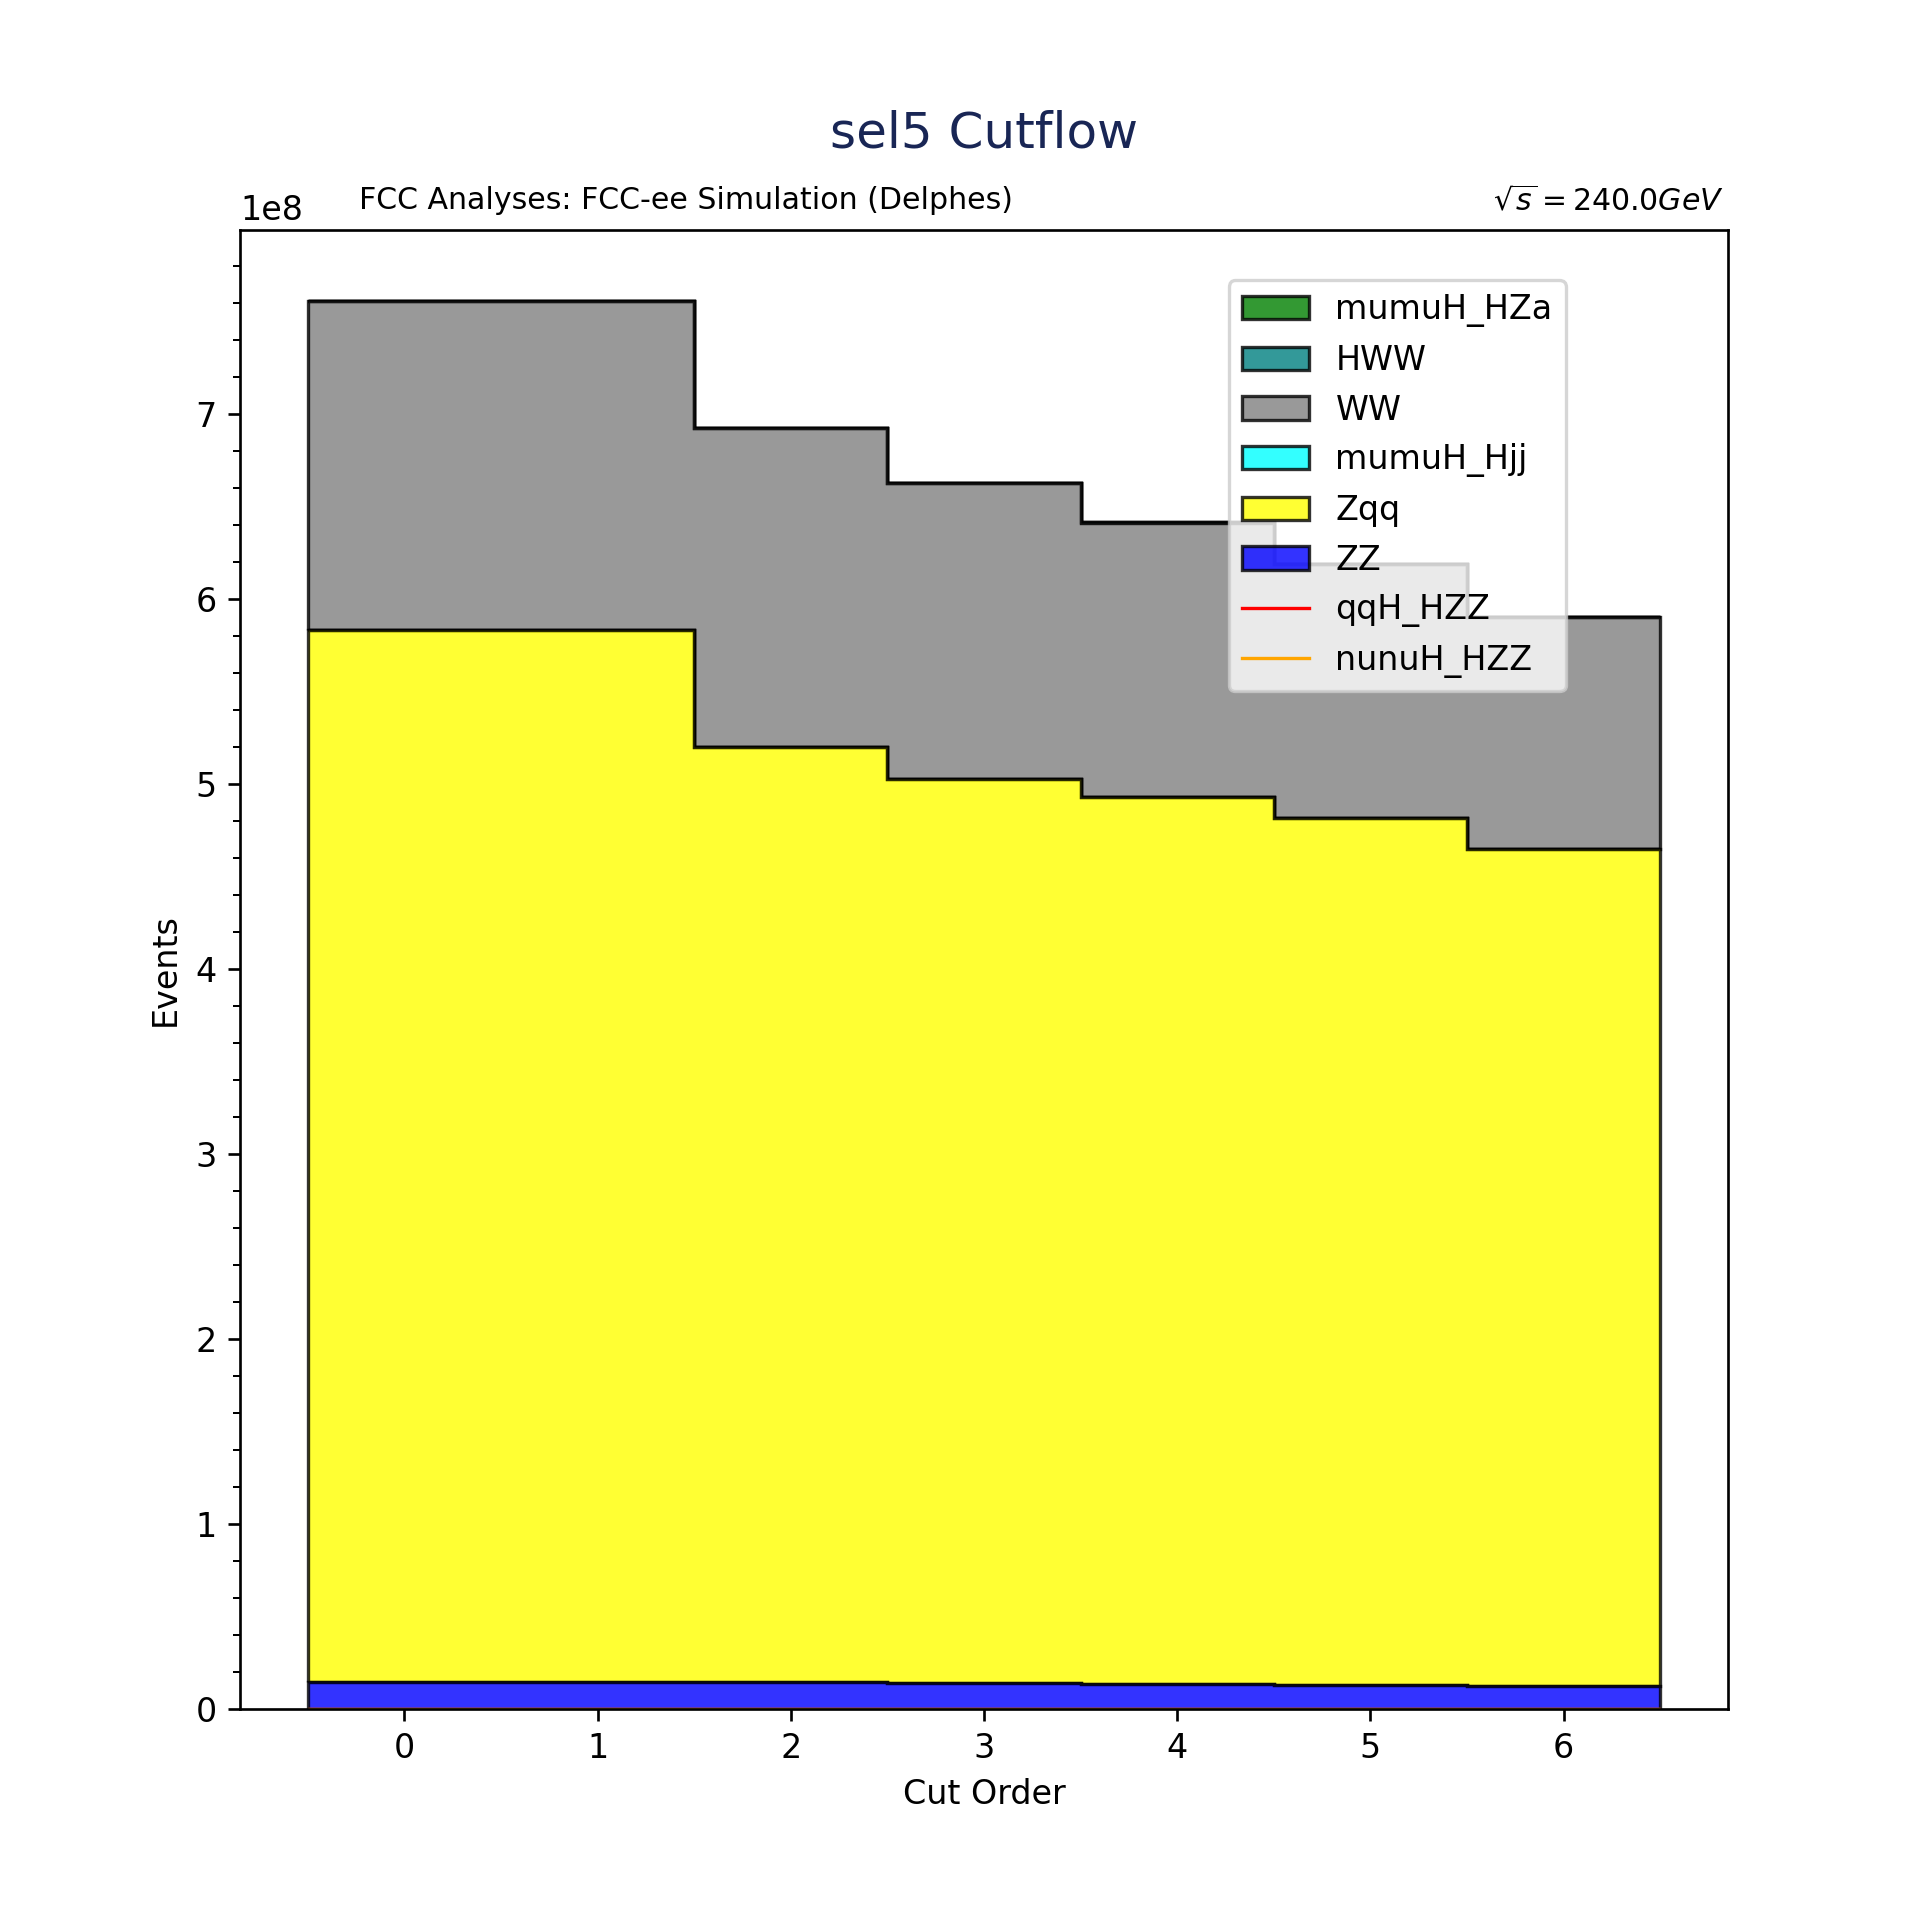 sel5 Cutflow
1e8 FCC Analyses: FCC-ee Simulation (Delphes) √s = 240.0GeV
mumuH_HZa
HWW
WW
mumuH_Hjj
Zqq
ZZ
qqH_HZZ
nunuH_HZZ
7
6
5
4
3
2
1
0
Events
0 1 2 3 4 5 6
Cut Order